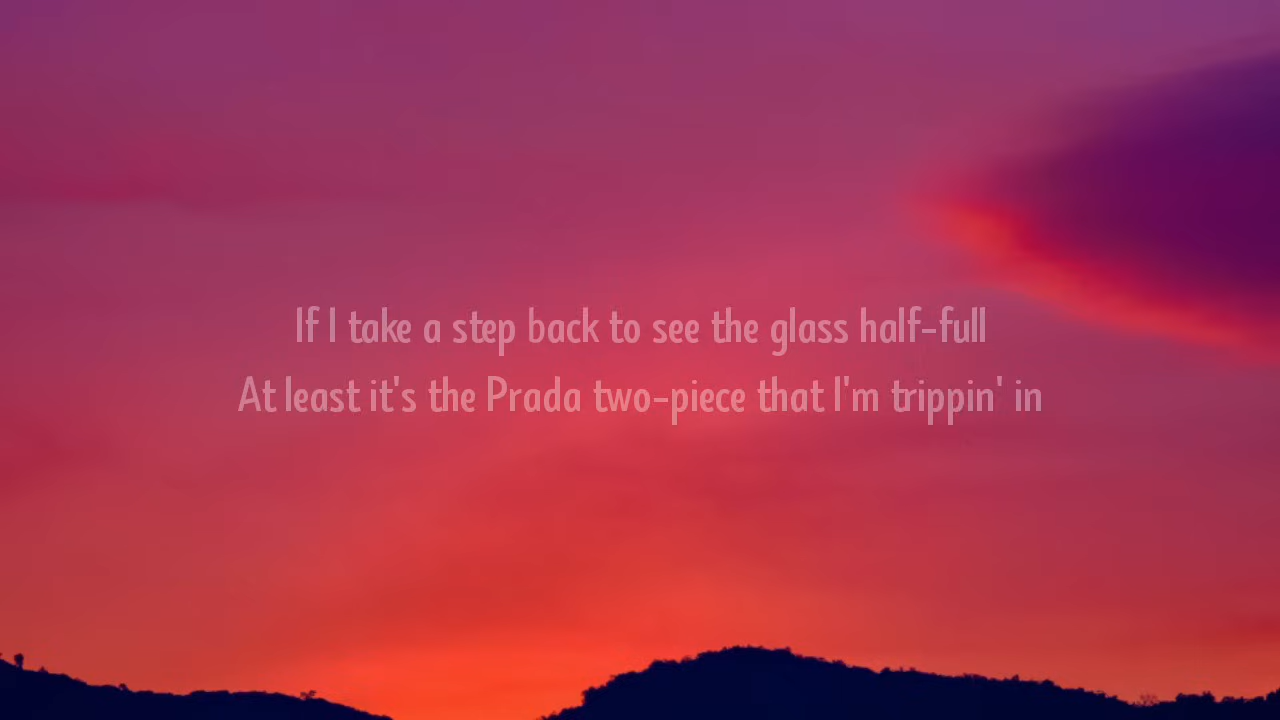 If I take a step back to see the glass half-full
At least it's the Prada two-piece that I'm trippin' in